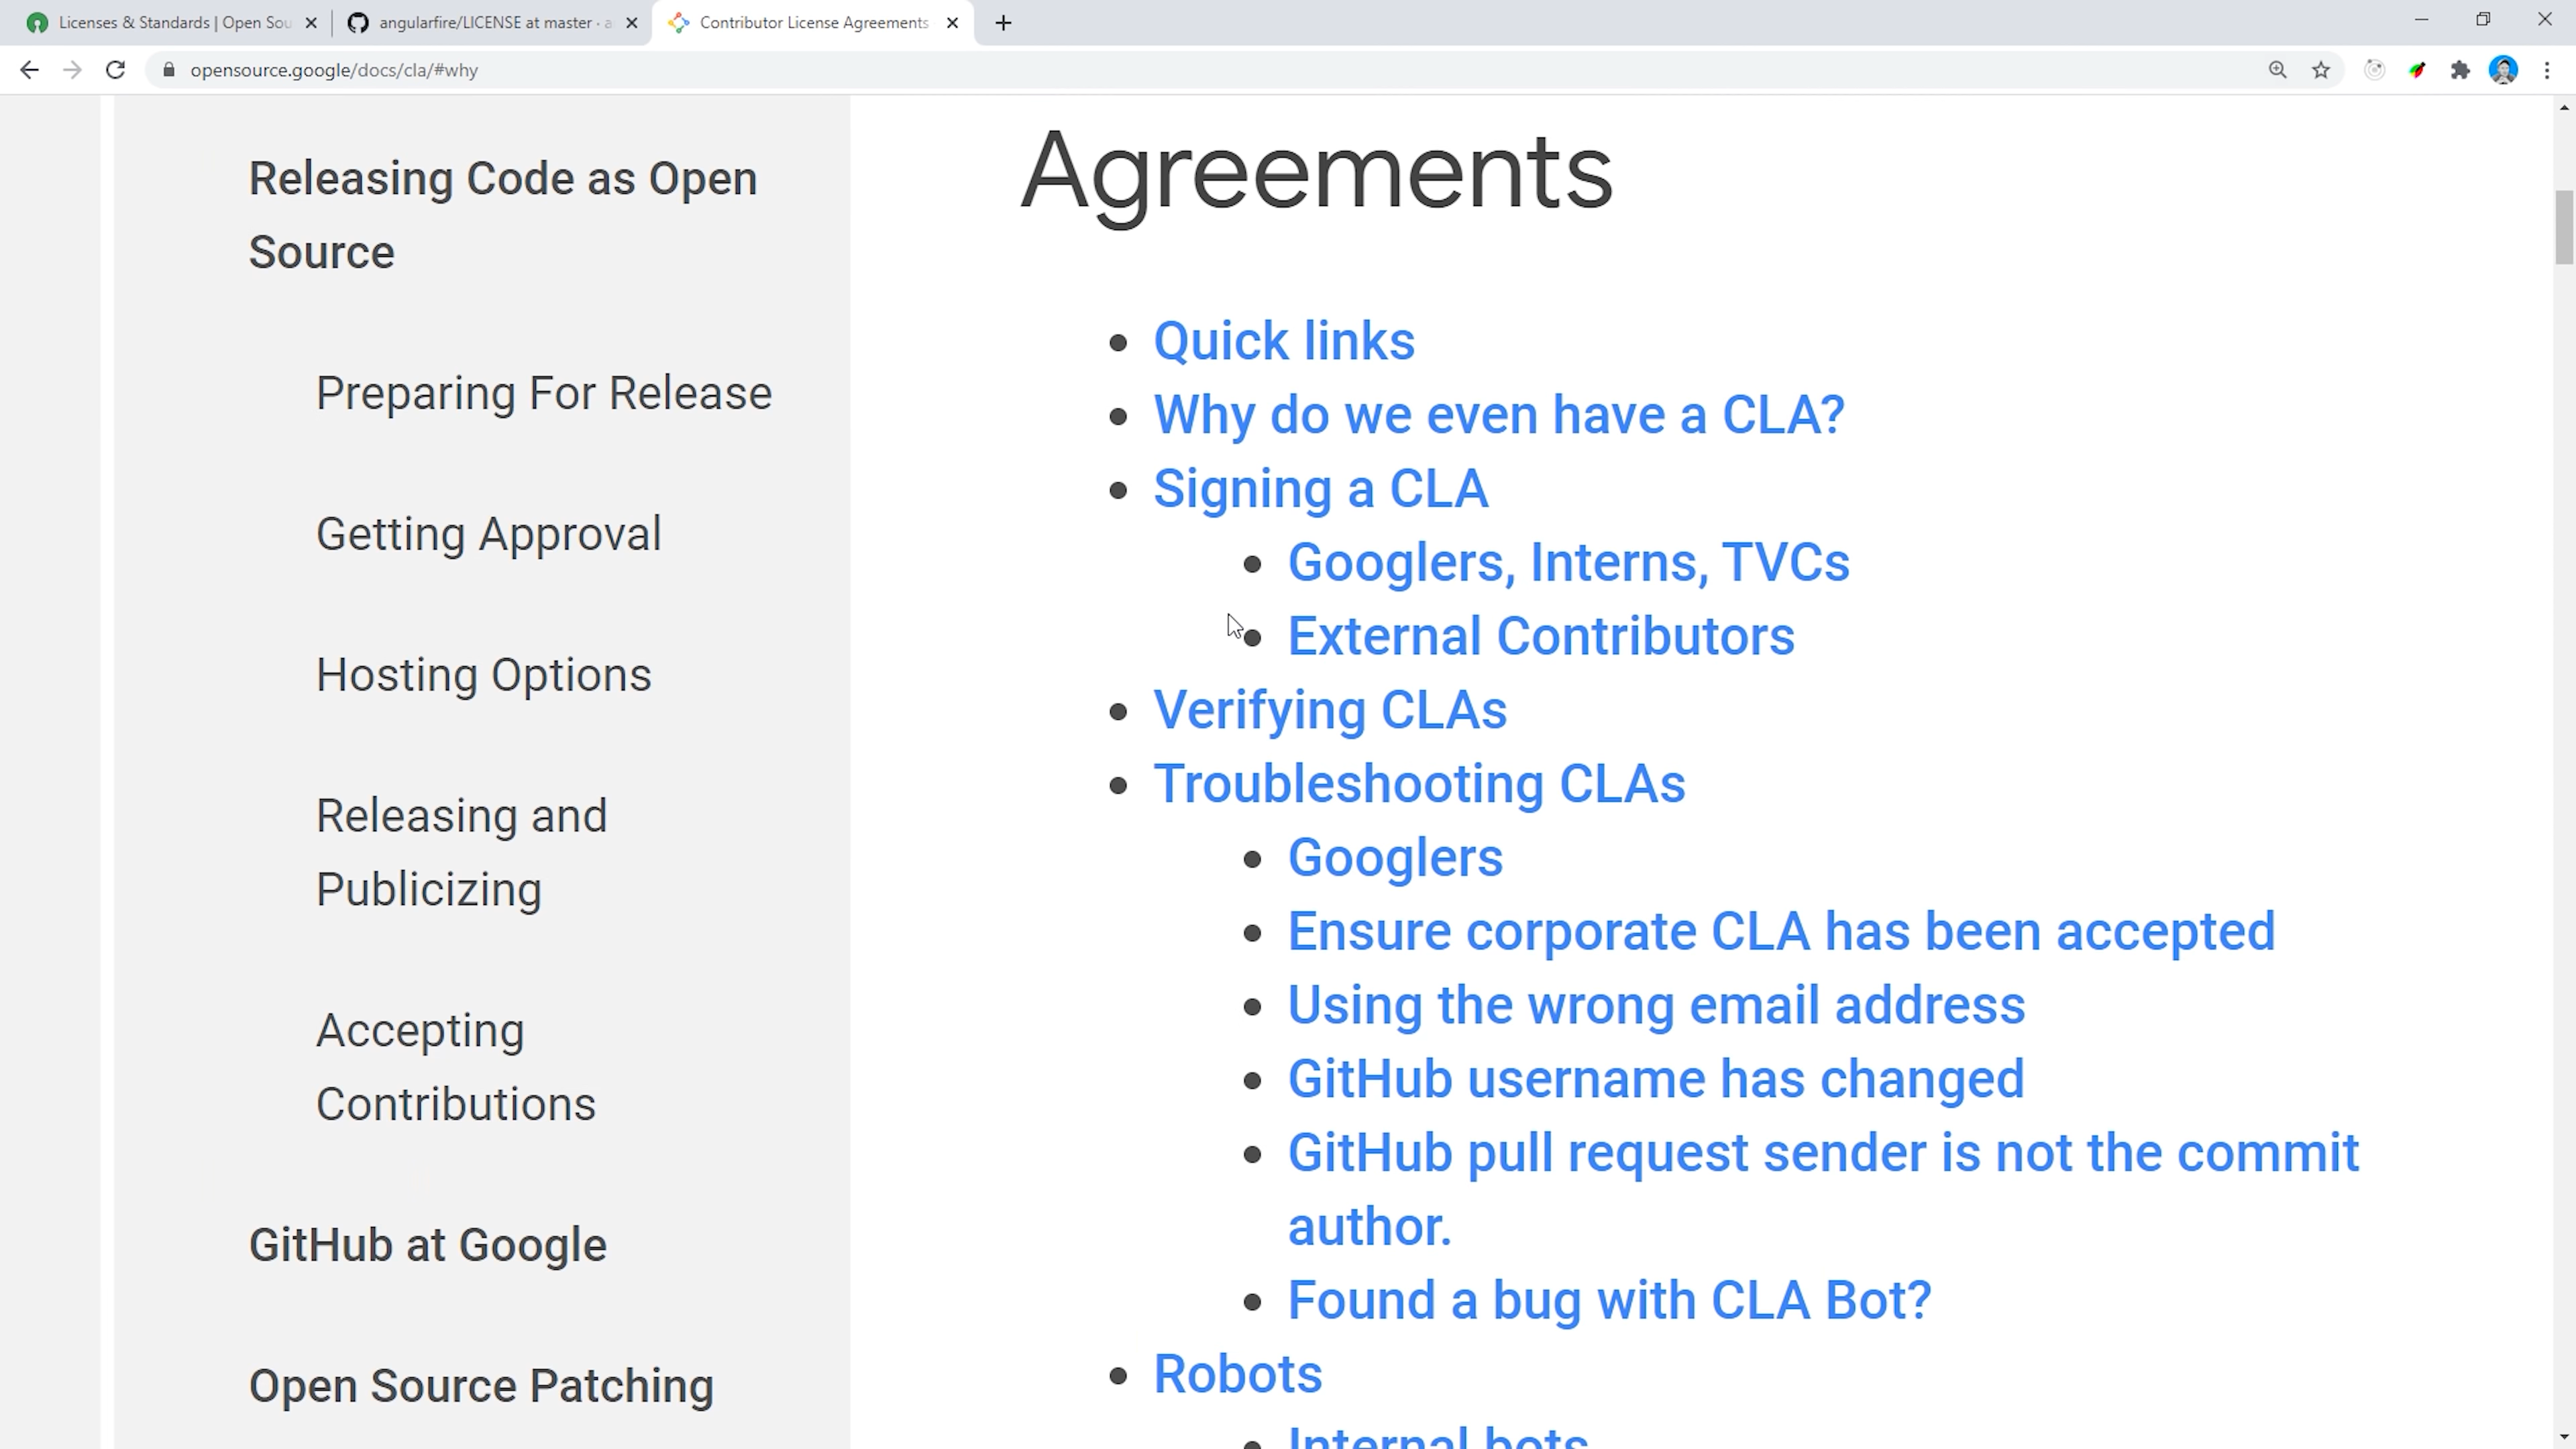 Licenses & Standards | Open Sou
angularfire/LICENSE at master · a
Contributor License Agreements
opensource.google/docs/cla/#why
Releasing Code as Open
Source
Preparing For Release
Getting Approval
Hosting Options
Releasing and
Publicizing
Accepting
Contributions
GitHub at Google
Open Source Patching
Agreements
Quick links
Why do we even have a CLA?
Signing a CLA
Googlers, Interns, TVCs
External Contributors
Verifying CLAs
Troubleshooting CLAs
Googlers
Ensure corporate CLA has been accepted
Using the wrong email address
GitHub username has changed
GitHub pull request sender is not the commit
author.
Found a bug with CLA Bot?
Robots
Internal bots